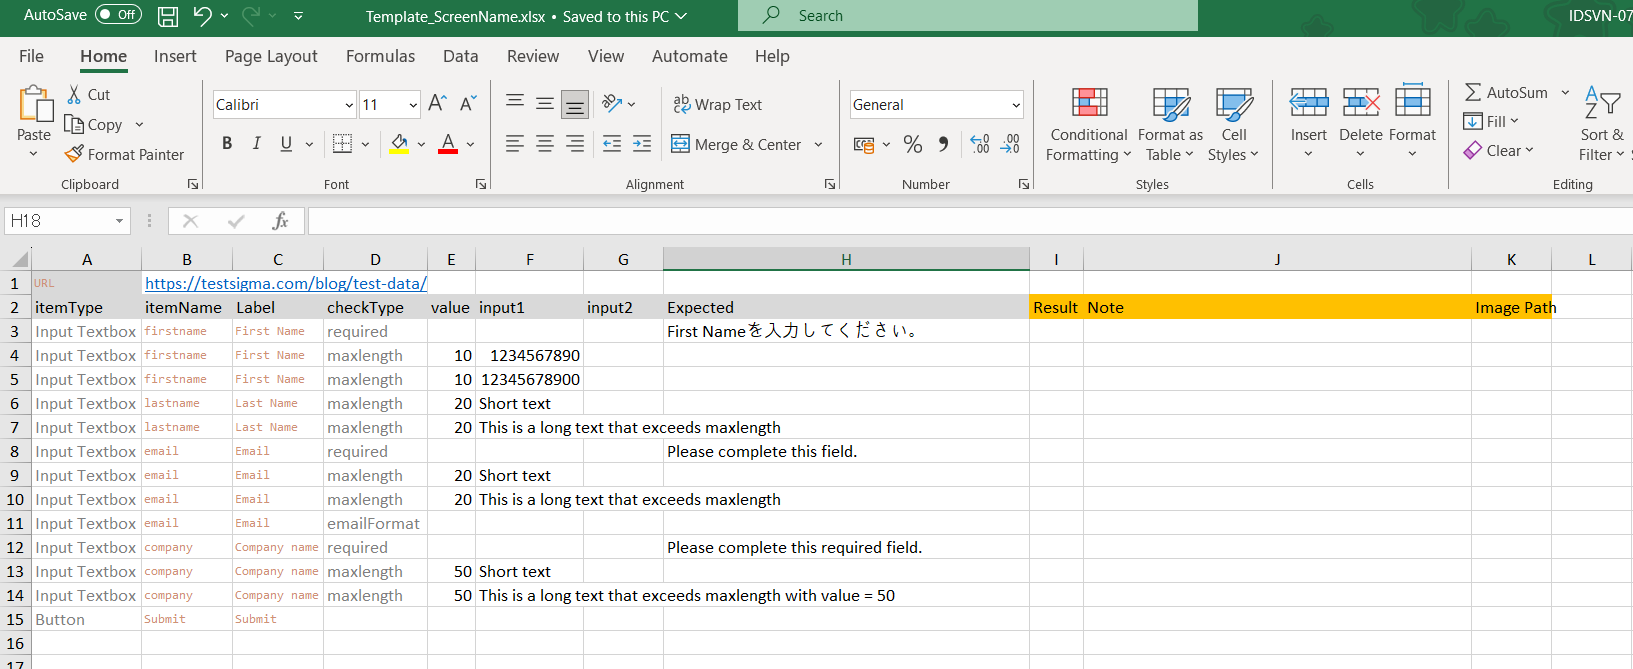 AutoSave Off Template_ScreenName.xlsx • Saved to this PC Search IDSVN-07
File Home Insert Page Layout Formulas Data Review View Automate Help
Paste Cut Copy Format Painter
Clipboard
Calibri 11
B I U A
Font
Wrap Text
Merge & Center
Alignment
General
Number
Conditional Formatting Format as Table Cell Styles
Styles
Insert Delete Format
Cells
AutoSum
Fill
Clear
Sort & Filter
Editing
H18 fx
A B C D E F G H I J K L
1 URL https://testsigma.com/blog/test-data/
2 itemType itemName Label checkType value input1 input2 Expected Result Note Image Path
3 Input Textbox firstname First Name required First Nameを入力してください。
4 Input Textbox firstname First Name maxlength 10 1234567890
5 Input Textbox firstname First Name maxlength 10 12345678900
6 Input Textbox lastname Last Name maxlength 20 Short text
7 Input Textbox lastname Last Name maxlength 20 This is a long text that exceeds maxlength
8 Input Textbox email Email required Please complete this field.
9 Input Textbox email Email maxlength 20 Short text
10 Input Textbox email Email maxlength 20 This is a long text that exceeds maxlength
11 Input Textbox email Email emailFormat
12 Input Textbox company Company name required Please complete this required field.
13 Input Textbox company Company name maxlength 50 Short text
14 Input Textbox company Company name maxlength 50 This is a long text that exceeds maxlength with value = 50
15 Button Submit Submit
16
17